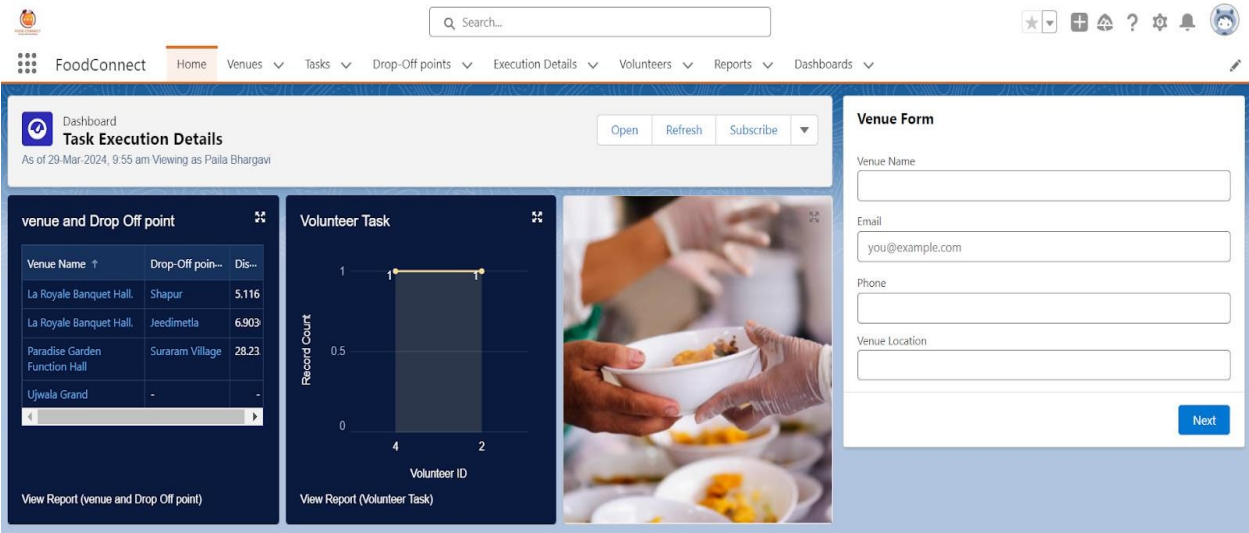 Search...
FoodConnect Home Venues Tasks Drop-Off points Execution Details Volunteers Reports Dashboards
Dashboard
Task Execution Details
As of 29-Mar-2024, 9:55 am Viewing as Paila Bhargavi
Open Refresh Subscribe
venue and Drop Off point
Venue Name ↑ Drop-Off poin... Dis...
La Royale Banquet Hall. Shapur 5.116
La Royale Banquet Hall. Jeedimetla 6.903
Paradise Garden Suraram Village 28.23
Function Hall
Ujwala Grand - -
View Report (venue and Drop Off point)
Volunteer Task
1
1 1
Record Count
0.5
0
4 2
Volunteer ID
View Report (Volunteer Task)
Venue Form
Venue Name
Email
you@example.com
Phone
Venue Location
Next